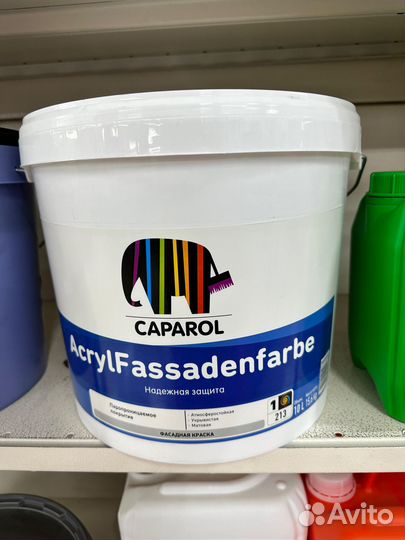 CAPAROL
AcrylFassadenfarbe
Надежная защита
Паропроницаемое
покрытие
- Атмосферостойкая
- Укрывистая
- Матовая
1
213
10 L
ФАСАДНАЯ КРАСКА
Avito